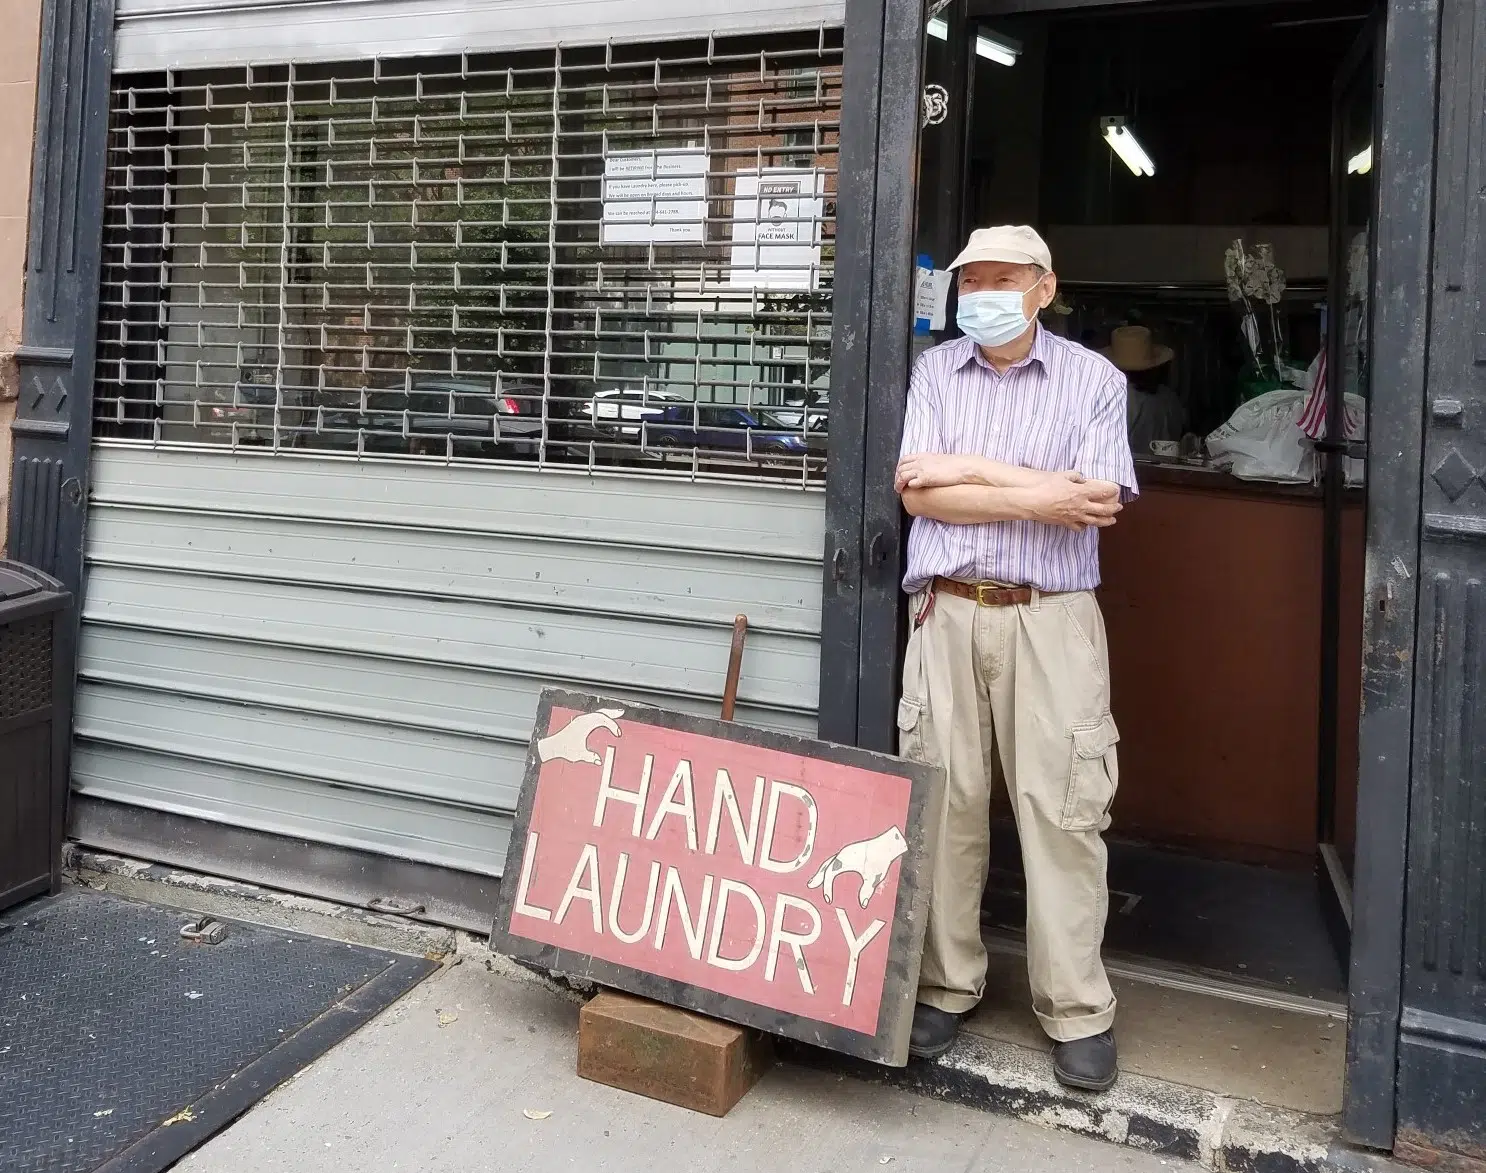 Dear Customers,
I will be RETIRING from the Business.
If you have Laundry here, please pick-up.
We will be open on limited days and hours.
We can be reached at
Thank you
NO ENTRY
WITHOUT
FACE MASK
HAND
LAUNDRY